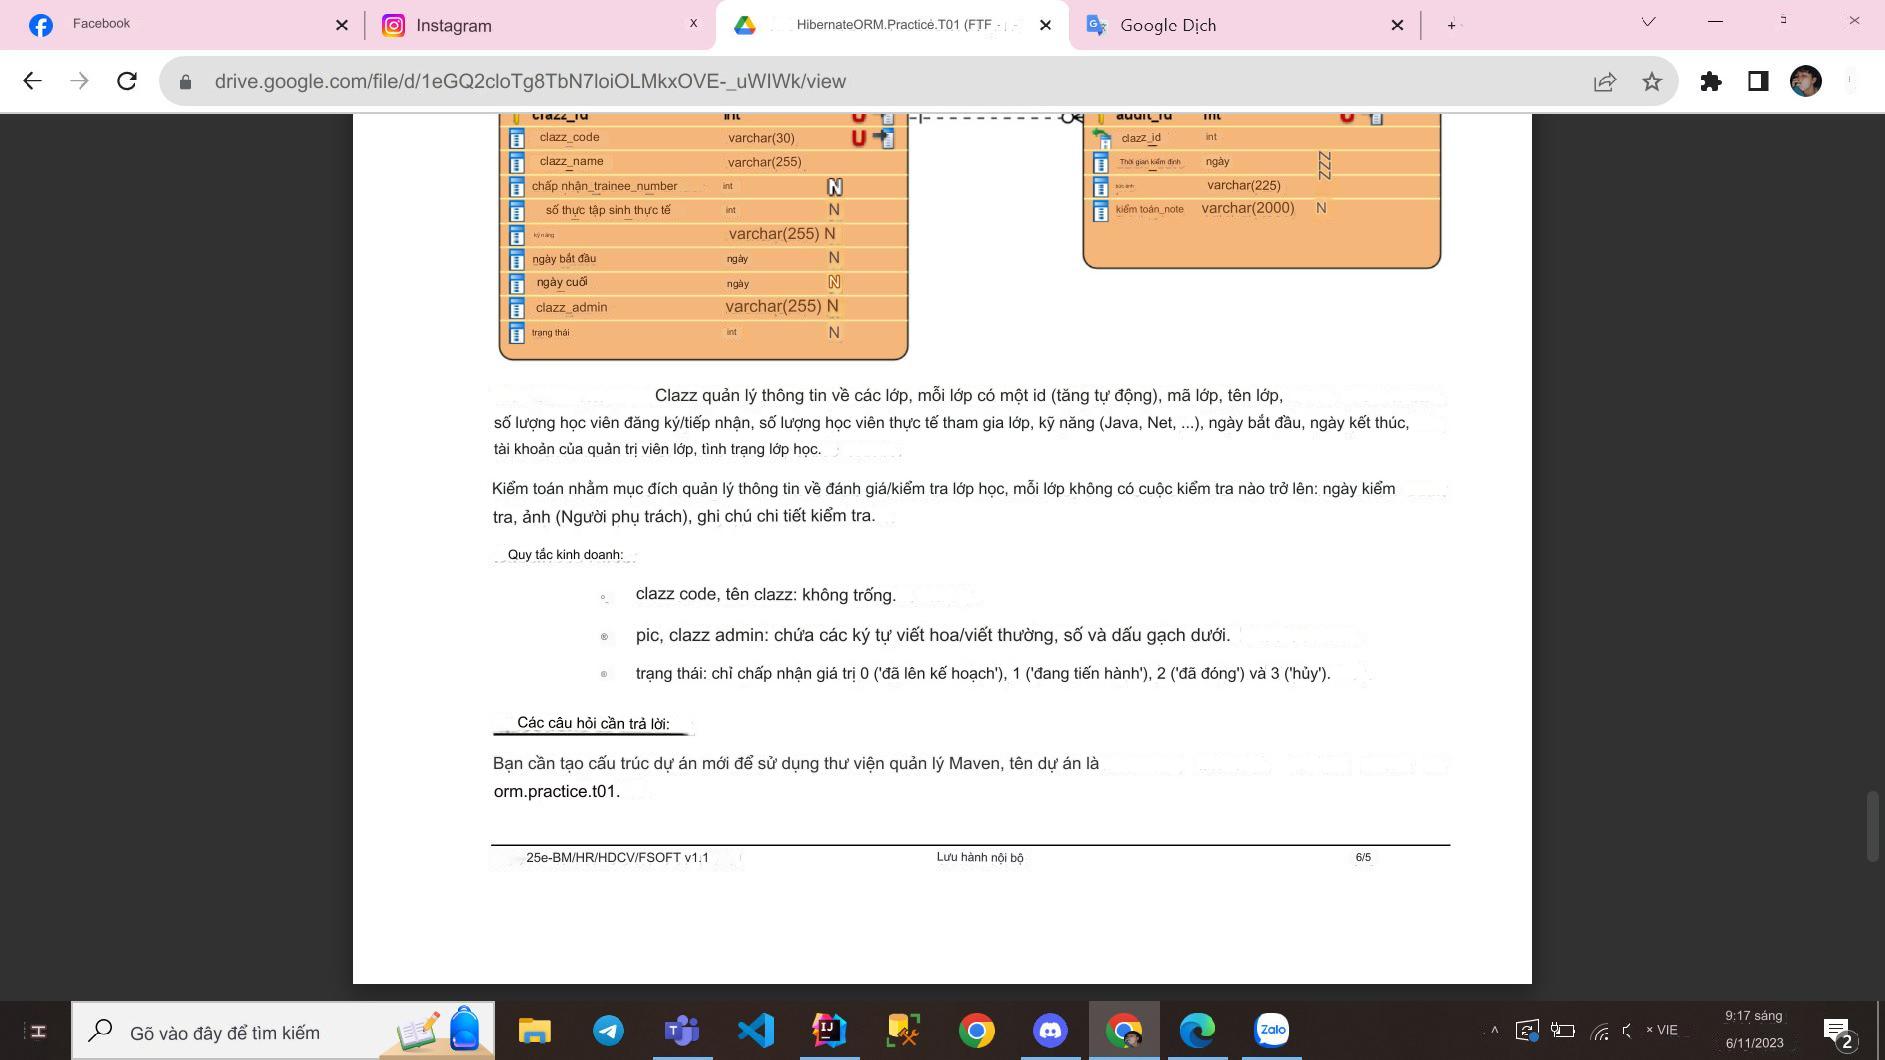 Facebook
Instagram
x
HibernateORM.Practice.T01 (FTF -
Google Dịch
drive.google.com/file/d/1eGQ2cloTg8TbN7loiOLMkxOVE-_uWIWk/view
clazz_id int U
audit_id int U
clazz_code varchar(30) U
clazz_id int
clazz_name varchar(255)
Thời gian kiểm định ngày N
chấp nhận_trainee_number int N
bức ảnh varchar(225) N
số thực tập sinh thực tế int N
kiểm toán_note varchar(2000) N
kỹ năng varchar(255) N
ngày bắt đầu ngày N
ngày cuối ngày N
clazz_admin varchar(255) N
trạng thái int N
Clazz quản lý thông tin về các lớp, mỗi lớp có một id (tăng tự động), mã lớp, tên lớp,
số lượng học viên đăng ký/tiếp nhận, số lượng học viên thực tế tham gia lớp, kỹ năng (Java, Net, ...), ngày bắt đầu, ngày kết thúc,
tài khoản của quản trị viên lớp, tình trạng lớp học.
Kiểm toán nhằm mục đích quản lý thông tin về đánh giá/kiểm tra lớp học, mỗi lớp không có cuộc kiểm tra nào trở lên: ngày kiểm
tra, ảnh (Người phụ trách), ghi chú chi tiết kiểm tra.
Quy tắc kinh doanh:
clazz code, tên clazz: không trống.
pic, clazz admin: chứa các ký tự viết hoa/viết thường, số và dấu gạch dưới.
trạng thái: chỉ chấp nhận giá trị 0 ('đã lên kế hoạch'), 1 ('đang tiến hành'), 2 ('đã đóng') và 3 ('hủy').
Các câu hỏi cần trả lời:
Bạn cần tạo cấu trúc dự án mới để sử dụng thư viện quản lý Maven, tên dự án là
orm.practice.t01.
25e-BM/HR/HDCV/FSOFT v1.1 Lưu hành nội bộ 6/5
Gõ vào đây để tìm kiếm
Zalo
VIE
9:17 sáng
6/11/2023
2